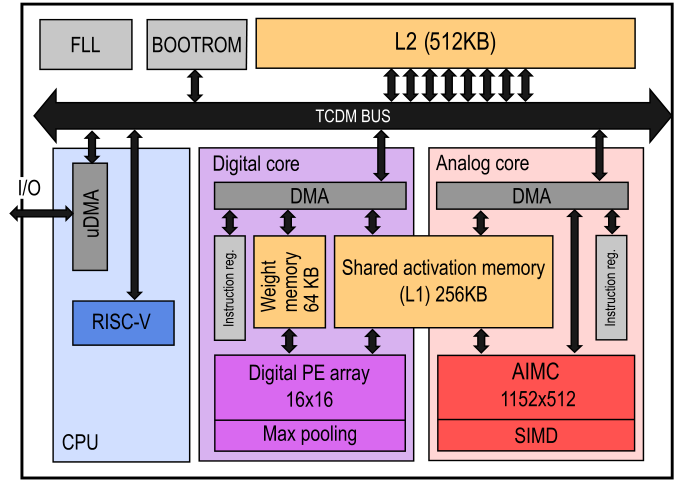 FLL
BOOTROM
L2 (512KB)
TCDM BUS
I/O
uDMA
RISC-V
CPU
Digital core
DMA
Instruction reg.
Weight
memory
64 KB
Shared activation memory
(L1) 256KB
Digital PE array
16x16
Max pooling
Analog core
DMA
Instruction reg.
AIMC
1152x512
SIMD